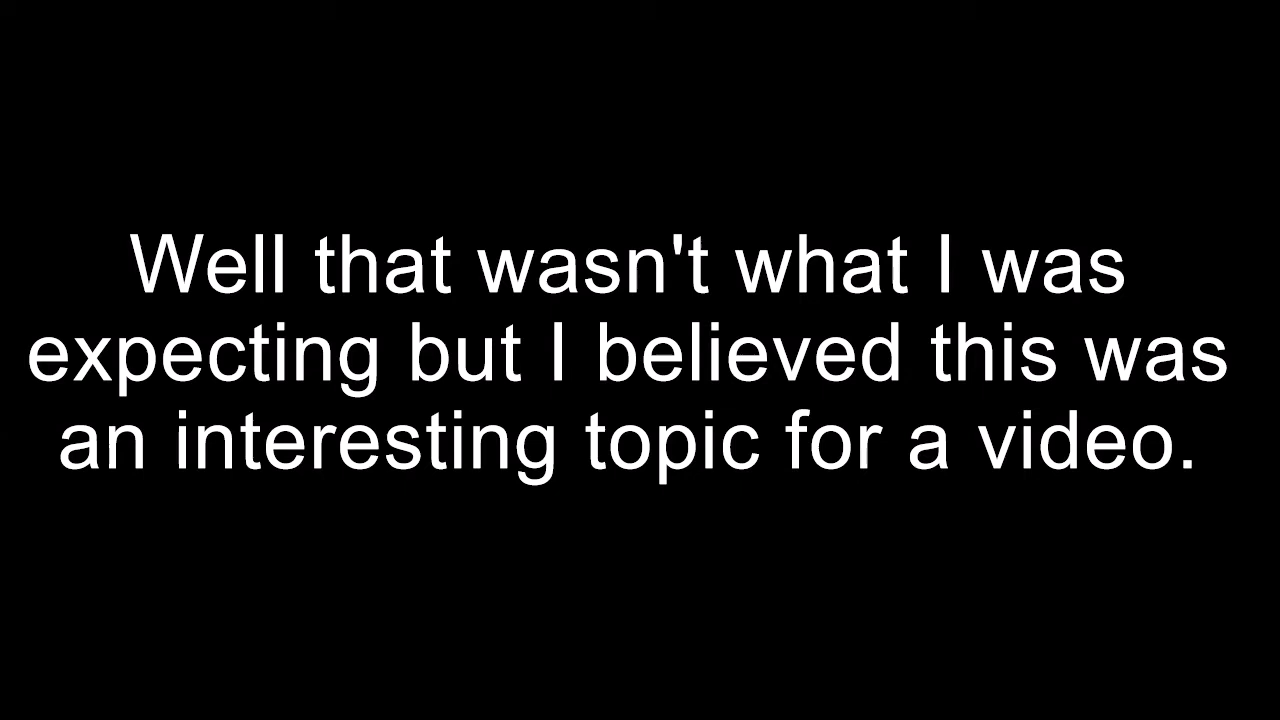 Well that wasn't what I was
expecting but I believed this was
an interesting topic for a video.